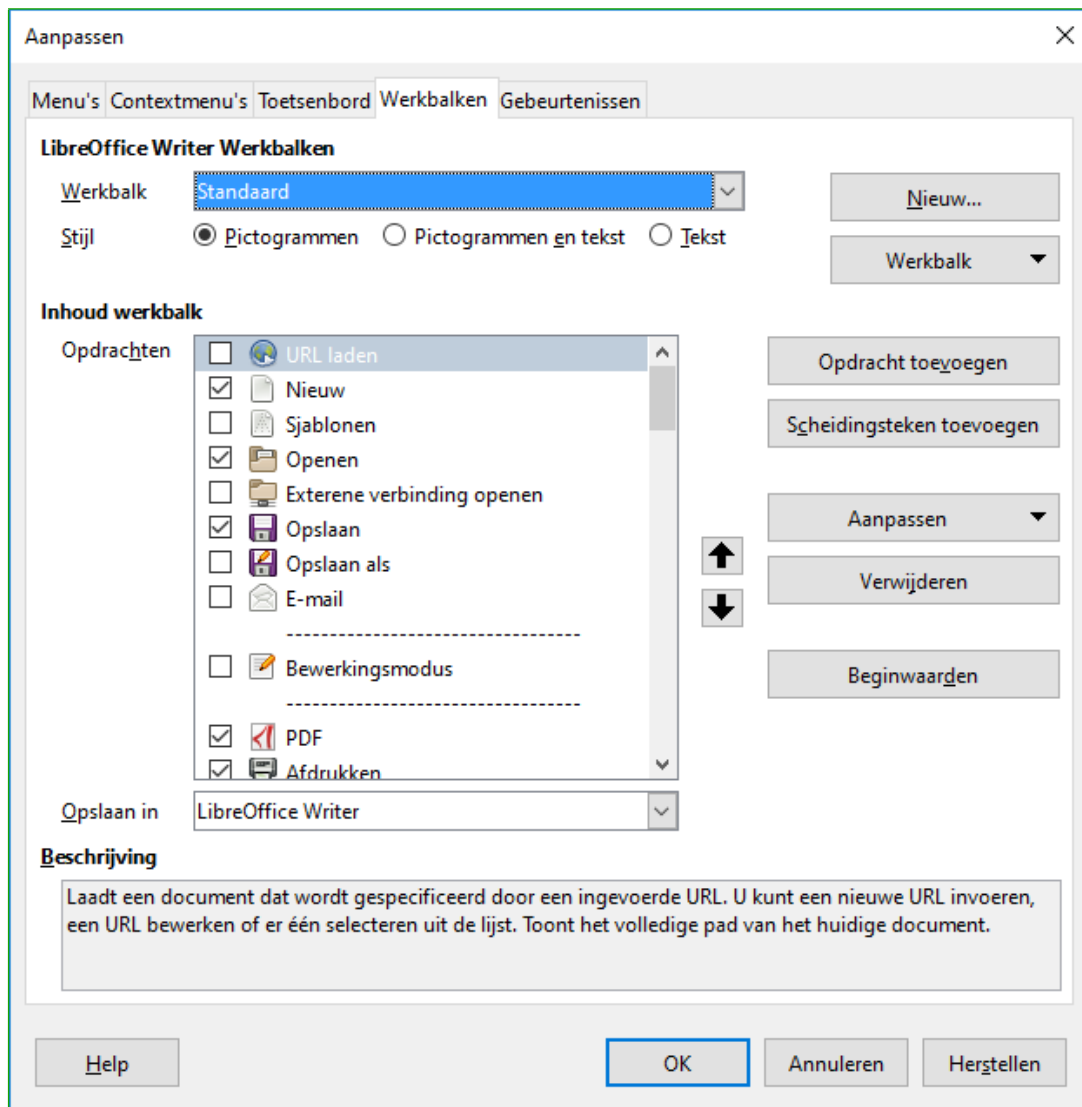 Aanpassen
Menu's Contextmenu's Toetsenbord Werkbalken Gebeurtenissen
LibreOffice Writer Werkbalken
Werkbalk Standaard Nieuw...
Stijl Pictogrammen Pictogrammen en tekst Tekst
Werkbalk
Inhoud werkbalk
Opdrachten URL laden Opdracht toevoegen
Nieuw
Sjablonen Scheidingsteken toevoegen
Openen
Exterene verbinding openen
Opslaan Aanpassen
Opslaan als
E-mail Verwijderen
----------------------------------
Bewerkingsmodus Beginwaarden
----------------------------------
PDF
Afdrukken
Opslaan in LibreOffice Writer
Beschrijving
Laadt een document dat wordt gespecificeerd door een ingevoerde URL. U kunt een nieuwe URL invoeren,
een URL bewerken of er één selecteren uit de lijst. Toont het volledige pad van het huidige document.
Help OK Annuleren Herstellen